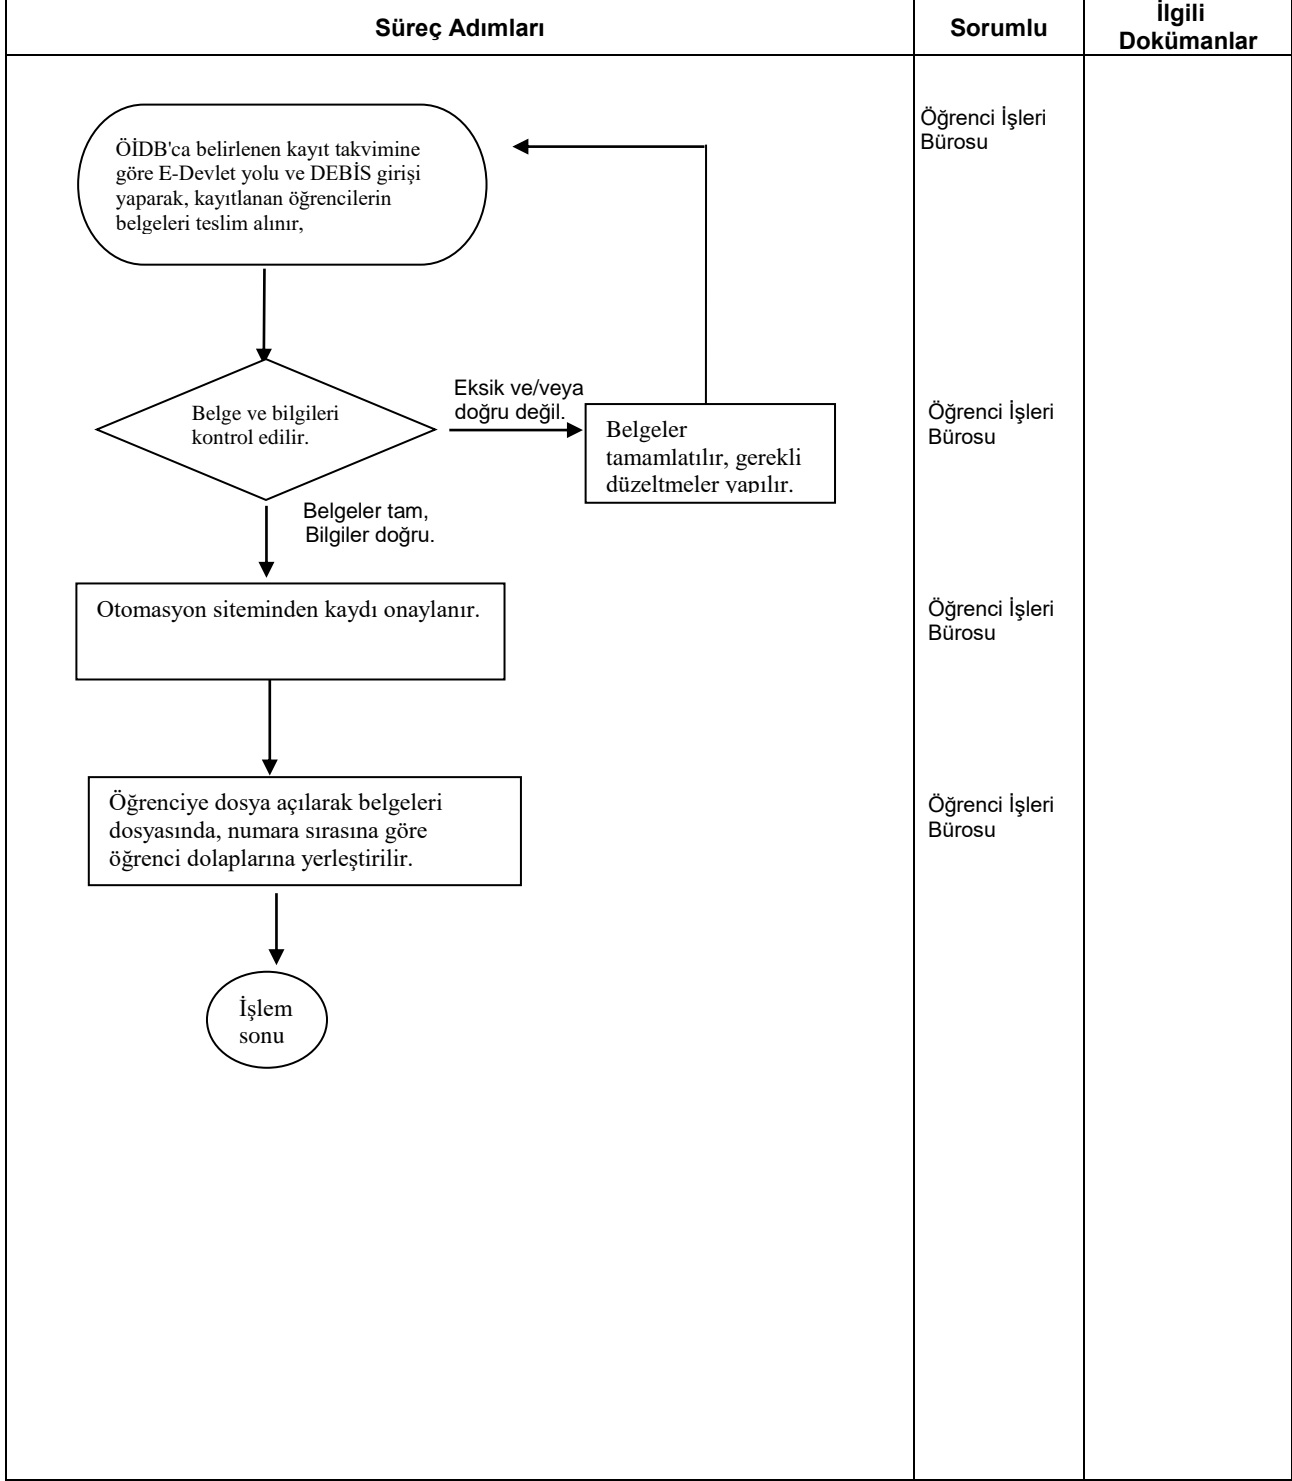 Süreç Adımları
Sorumlu
İlgili
Dokümanlar
ÖİDB'ca belirlenen kayıt takvimine
göre E-Devlet yolu ve DEBİS girişi
yaparak, kayıtlanan öğrencilerin
belgeleri teslim alınır,
Öğrenci İşleri
Bürosu
Belge ve bilgileri
kontrol edilir.
Eksik ve/veya
doğru değil.
Belgeler
tamamlatılır, gerekli
düzeltmeler yapılır.
Öğrenci İşleri
Bürosu
Belgeler tam,
Bilgiler doğru.
Otomasyon siteminden kaydı onaylanır.
Öğrenci İşleri
Bürosu
Öğrenciye dosya açılarak belgeleri
dosyasında, numara sırasına göre
öğrenci dolaplarına yerleştirilir.
Öğrenci İşleri
Bürosu
İşlem
sonu